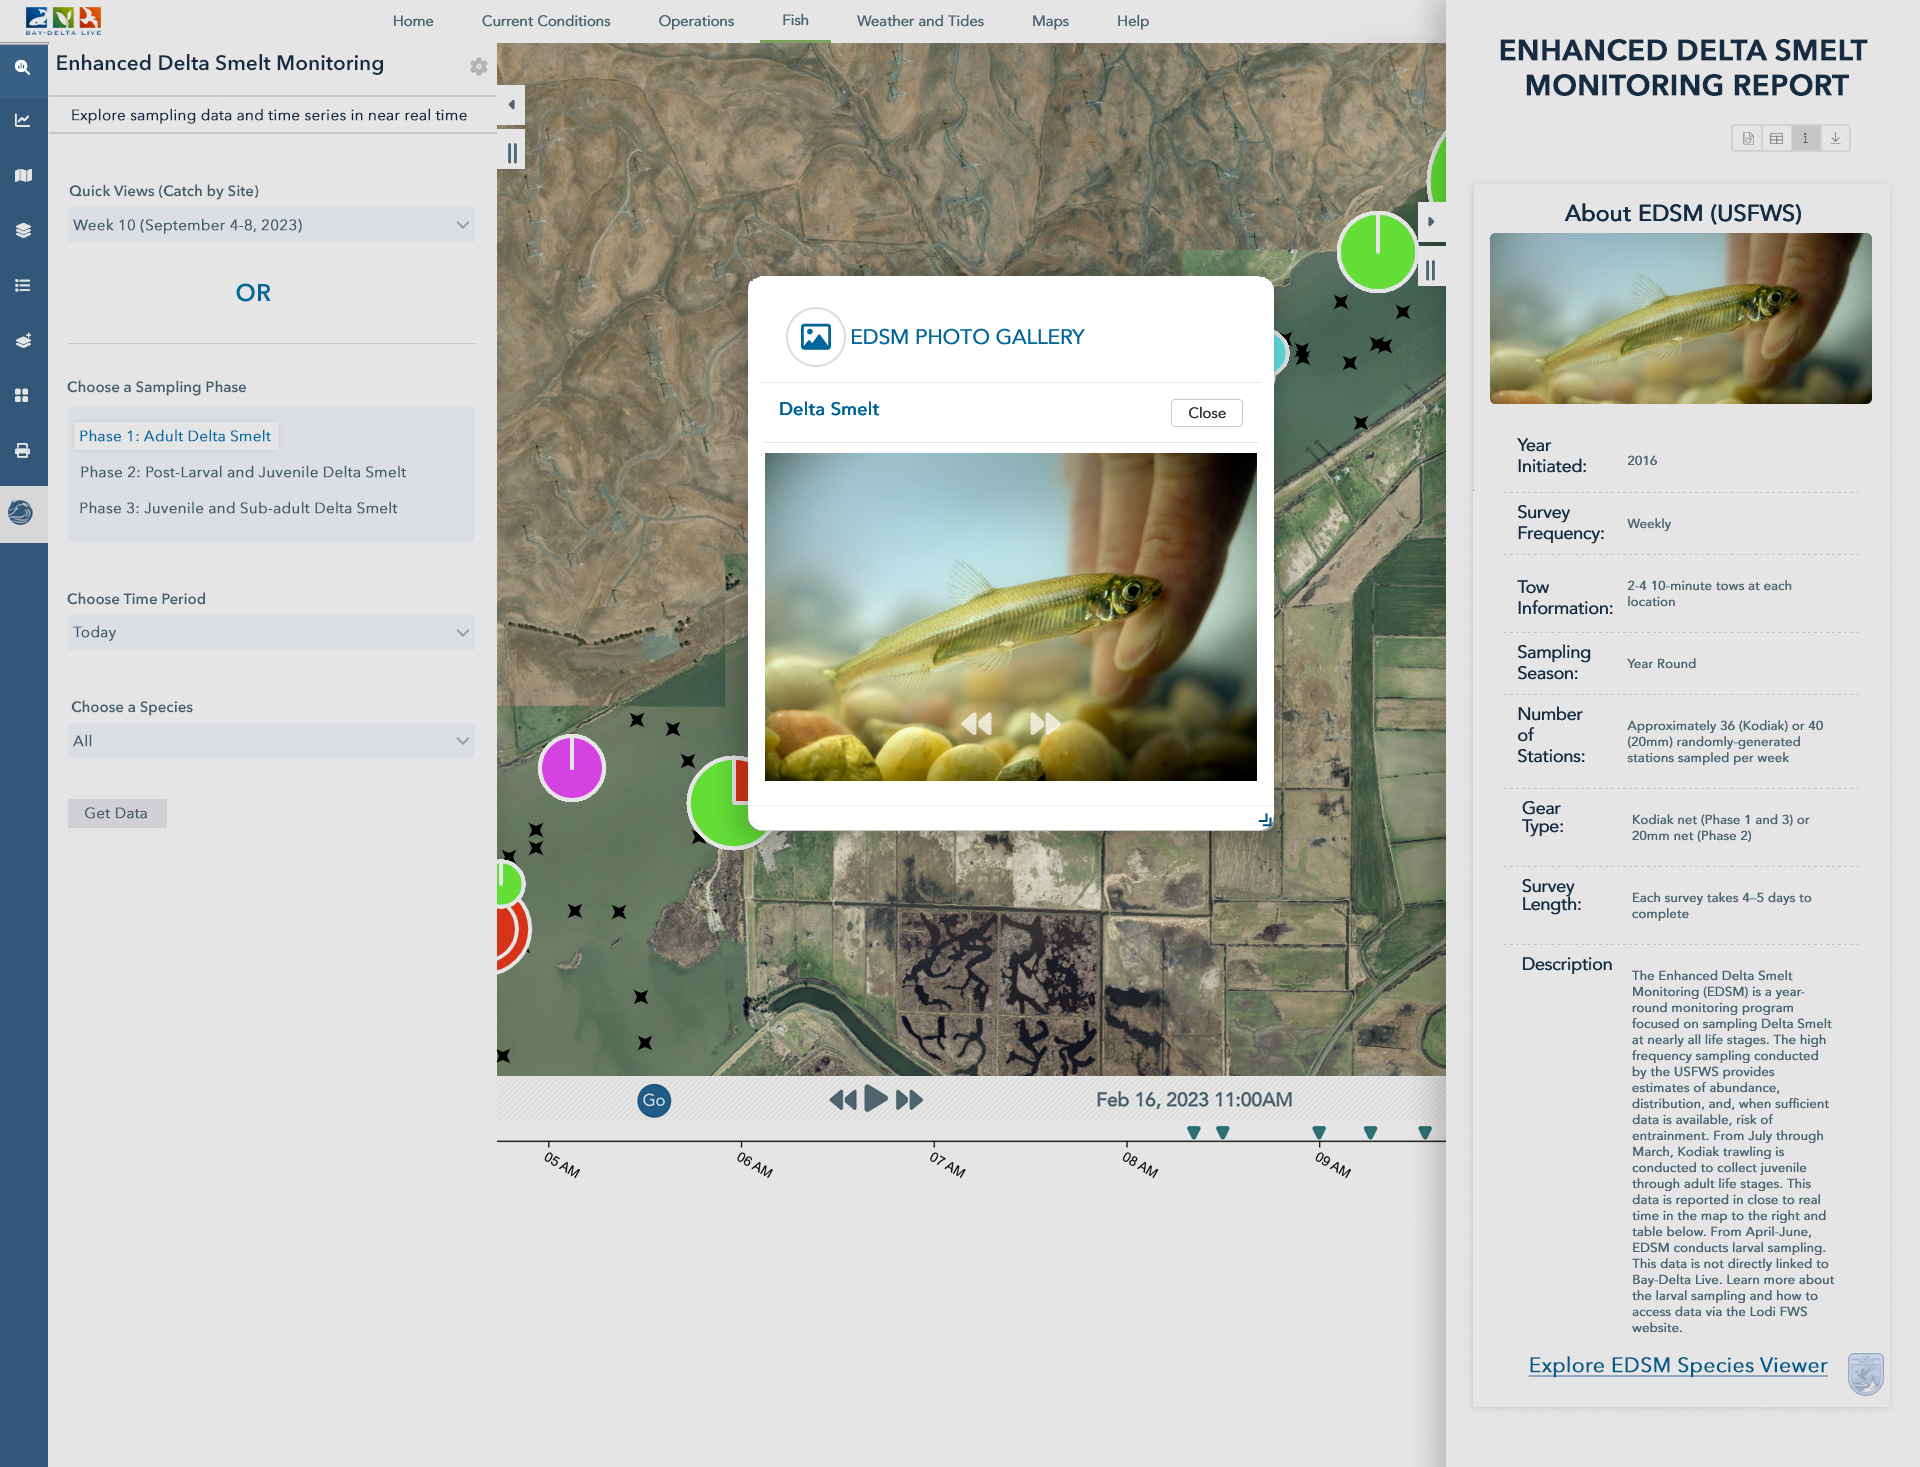 BAY-DELTA LIVE
Home
Current Conditions
Operations
Fish
Weather and Tides
Maps
Help
Enhanced Delta Smelt Monitoring
Explore sampling data and time series in near real time
Quick Views (Catch by Site)
Week 10 (September 4-8, 2023)
OR
Choose a Sampling Phase
Phase 1: Adult Delta Smelt
Phase 2: Post-Larval and Juvenile Delta Smelt
Phase 3: Juvenile and Sub-adult Delta Smelt
Choose Time Period
Today
Choose a Species
All
Get Data
EDSM PHOTO GALLERY
Delta Smelt
Close
Go
Feb 16, 2023 11:00AM
05 AM
06 AM
07 AM
08 AM
09 AM
ENHANCED DELTA SMELT
MONITORING REPORT
About EDSM (USFWS)
Year
Initiated:
2016
Survey
Frequency:
Weekly
Tow
Information:
2-4 10-minute tows at each
location
Sampling
Season:
Year Round
Number
of
Stations:
Approximately 36 (Kodiak) or 40
(20mm) randomly-generated
stations sampled per week
Gear
Type:
Kodiak net (Phase 1 and 3) or
20mm net (Phase 2)
Survey
Length:
Each survey takes 4–5 days to
complete
Description
The Enhanced Delta Smelt
Monitoring (EDSM) is a year-
round monitoring program
focused on sampling Delta Smelt
at nearly all life stages. The high
frequency sampling conducted
by the USFWS provides
estimates of abundance,
distribution, and, when sufficient
data is available, risk of
entrainment. From July through
March, Kodiak trawling is
conducted to collect juvenile
through adult life stages. This
data is reported in close to real
time in the map to the right and
table below. From April-June,
EDSM conducts larval sampling.
This data is not directly linked to
Bay-Delta Live. Learn more about
the larval sampling and how to
access data via the Lodi FWS
website.
Explore EDSM Species Viewer